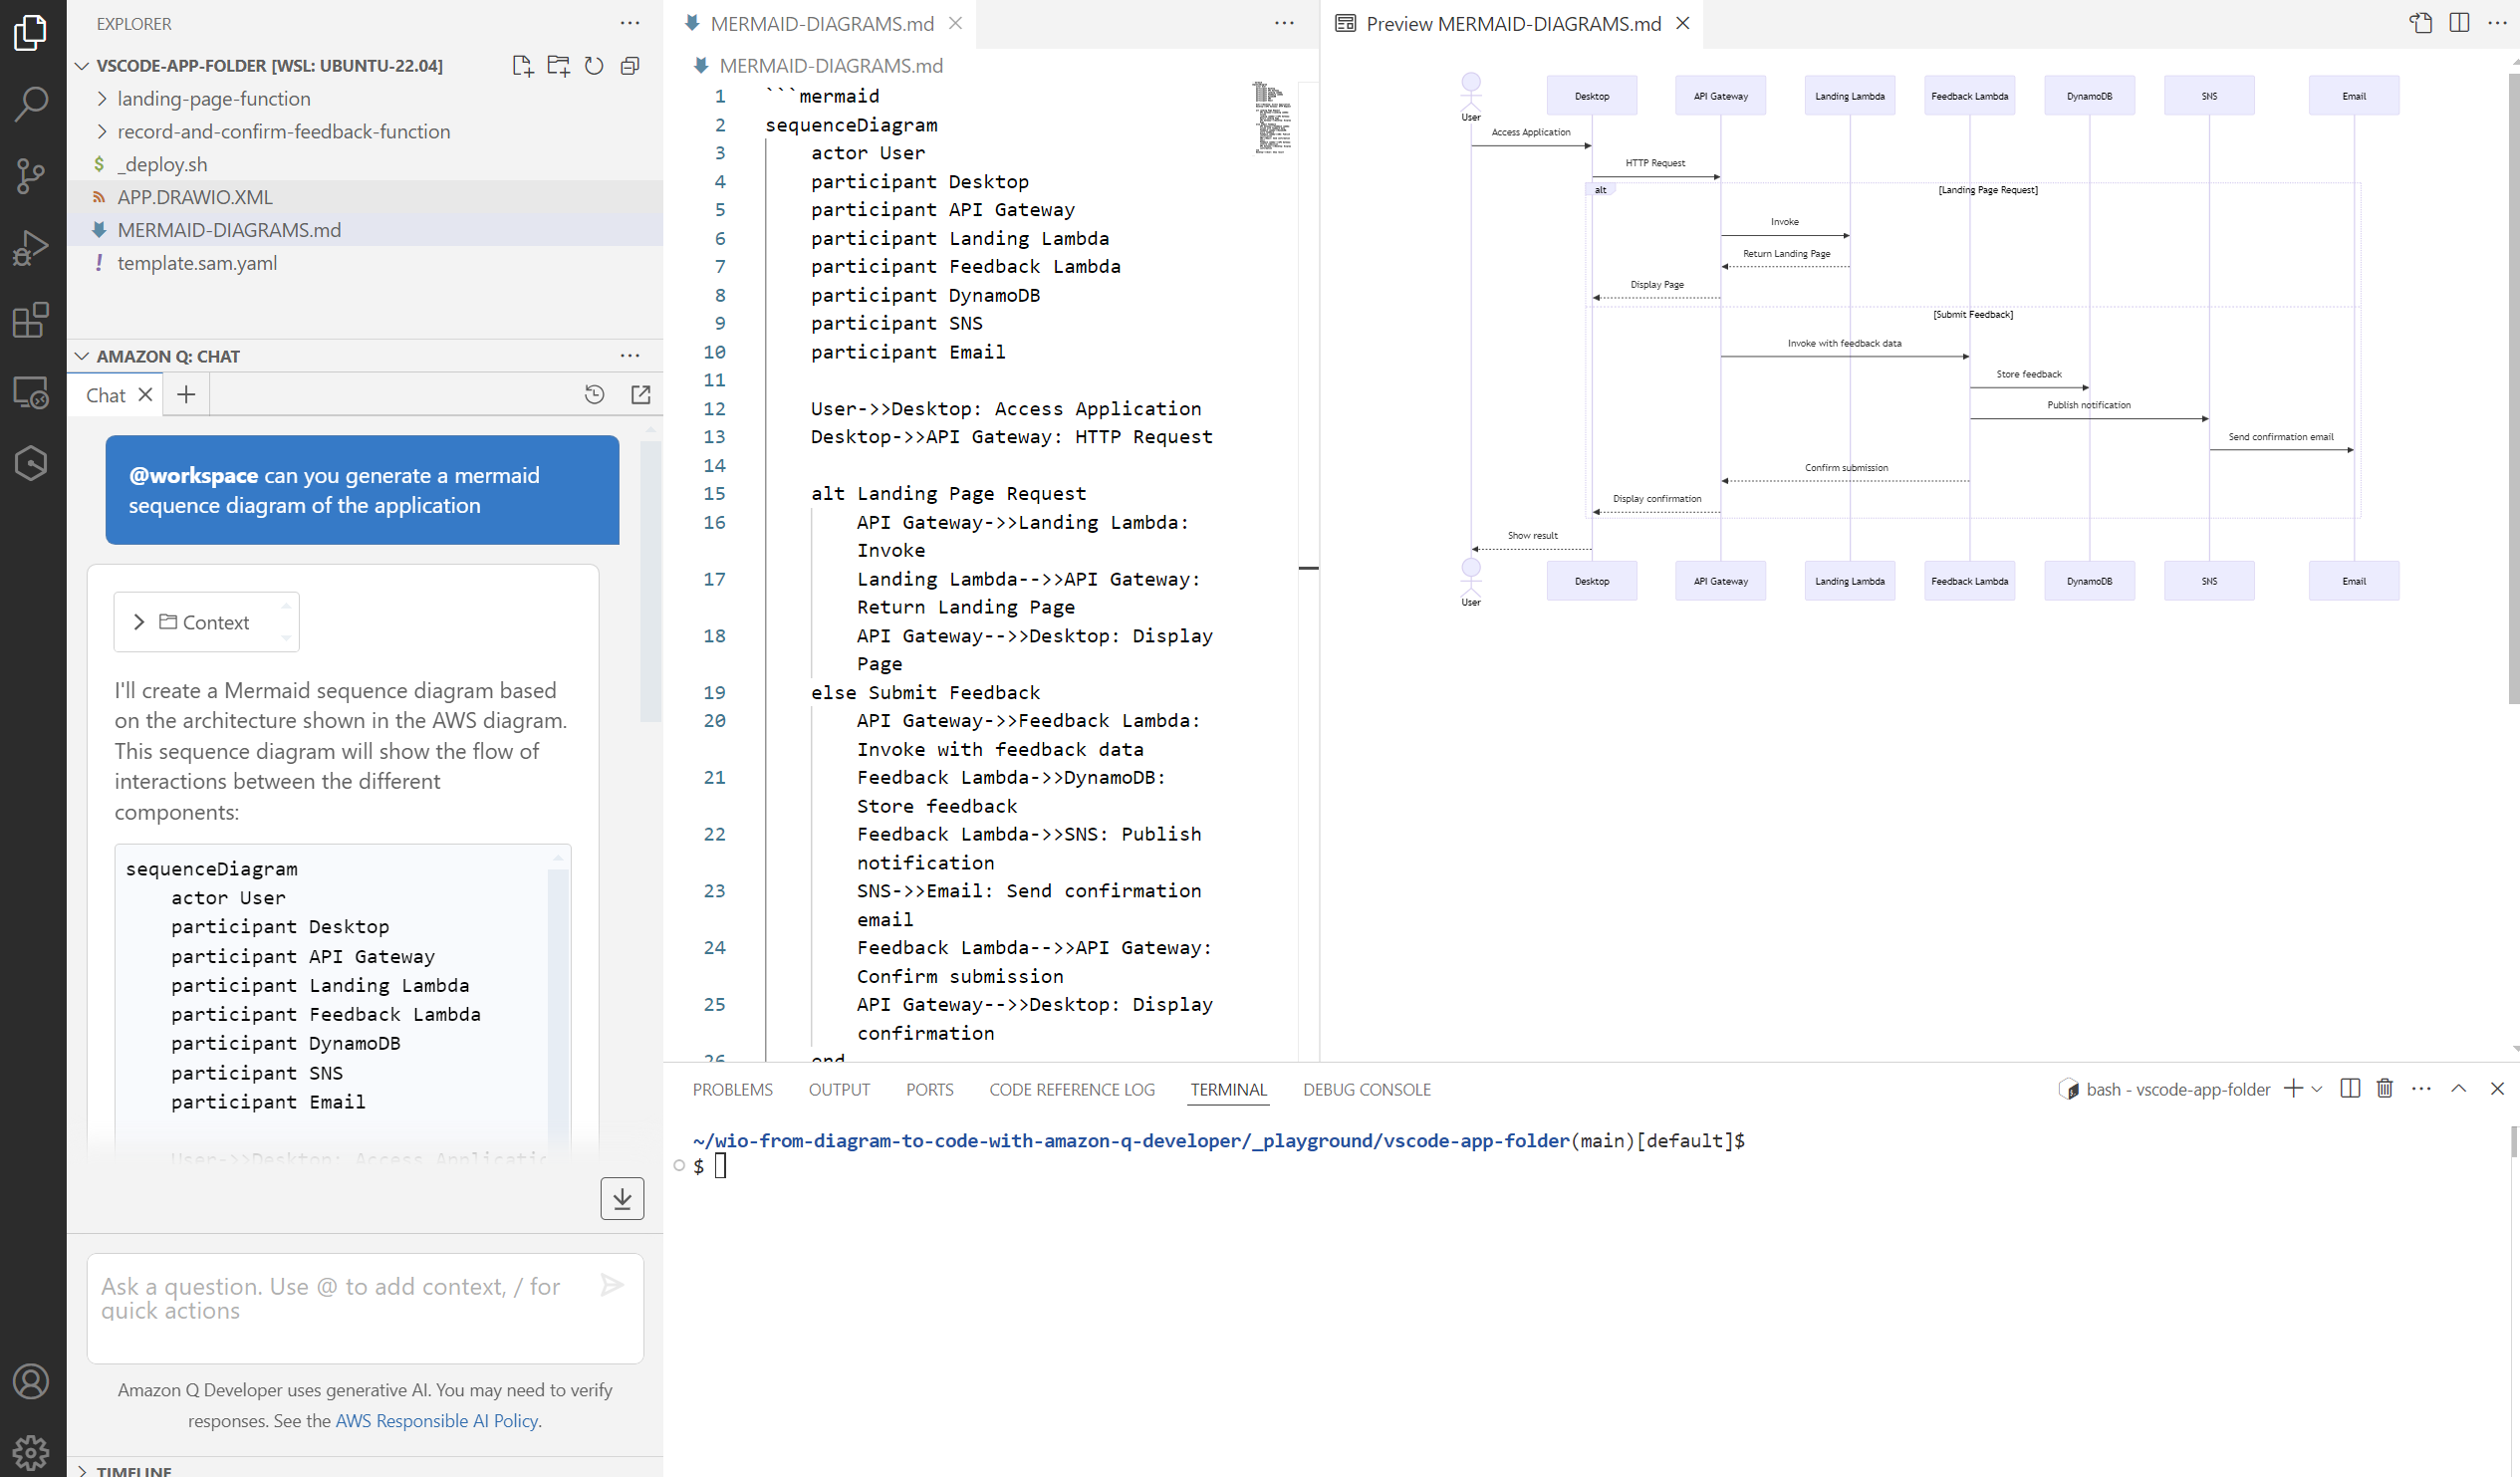 EXPLORER
VSCODE-APP-FOLDER [WSL: UBUNTU-22.04]
landing-page-function
record-and-confirm-feedback-function
$ _deploy.sh
APP.DRAWIO.XML
MERMAID-DIAGRAMS.md
! template.sam.yaml
AMAZON Q: CHAT
Chat
@workspace can you generate a mermaid
sequence diagram of the application
Context
I'll create a Mermaid sequence diagram based
on the architecture shown in the AWS diagram.
This sequence diagram will show the flow of
interactions between the different
components:
sequenceDiagram
actor User
participant Desktop
participant API Gateway
participant Landing Lambda
participant Feedback Lambda
participant DynamoDB
participant SNS
participant Email
User->>Desktop: Access Applicatic
Ask a question. Use @ to add context, / for
quick actions
Amazon Q Developer uses generative AI. You may need to verify
responses. See the AWS Responsible AI Policy.
TIMELINE
MERMAID-DIAGRAMS.md
MERMAID-DIAGRAMS.md
1 ```mermaid
2 sequenceDiagram
3 actor User
4 participant Desktop
5 participant API Gateway
6 participant Landing Lambda
7 participant Feedback Lambda
8 participant DynamoDB
9 participant SNS
10 participant Email
11
12 User->>Desktop: Access Application
13 Desktop->>API Gateway: HTTP Request
14
15 alt Landing Page Request
16 API Gateway->>Landing Lambda:
Invoke
17 Landing Lambda-->>API Gateway:
Return Landing Page
18 API Gateway-->>Desktop: Display
Page
19 else Submit Feedback
20 API Gateway->>Feedback Lambda:
Invoke with feedback data
21 Feedback Lambda->>DynamoDB:
Store feedback
22 Feedback Lambda->>SNS: Publish
notification
23 SNS->>Email: Send confirmation
email
24 Feedback Lambda-->>API Gateway:
Confirm submission
25 API Gateway-->>Desktop: Display
confirmation
26 end
Preview MERMAID-DIAGRAMS.md
User
Desktop
API Gateway
Landing Lambda
Feedback Lambda
DynamoDB
SNS
Email
Access Application
HTTP Request
alt
[Landing Page Request]
Invoke
Return Landing Page
Display Page
[Submit Feedback]
Invoke with feedback data
Store feedback
Publish notification
Send confirmation email
Confirm submission
Display confirmation
Show result
User
Desktop
API Gateway
Landing Lambda
Feedback Lambda
DynamoDB
SNS
Email
PROBLEMS
OUTPUT
PORTS
CODE REFERENCE LOG
TERMINAL
DEBUG CONSOLE
bash - vscode-app-folder
~/wio-from-diagram-to-code-with-amazon-q-developer/_playground/vscode-app-folder(main)[default]$
$